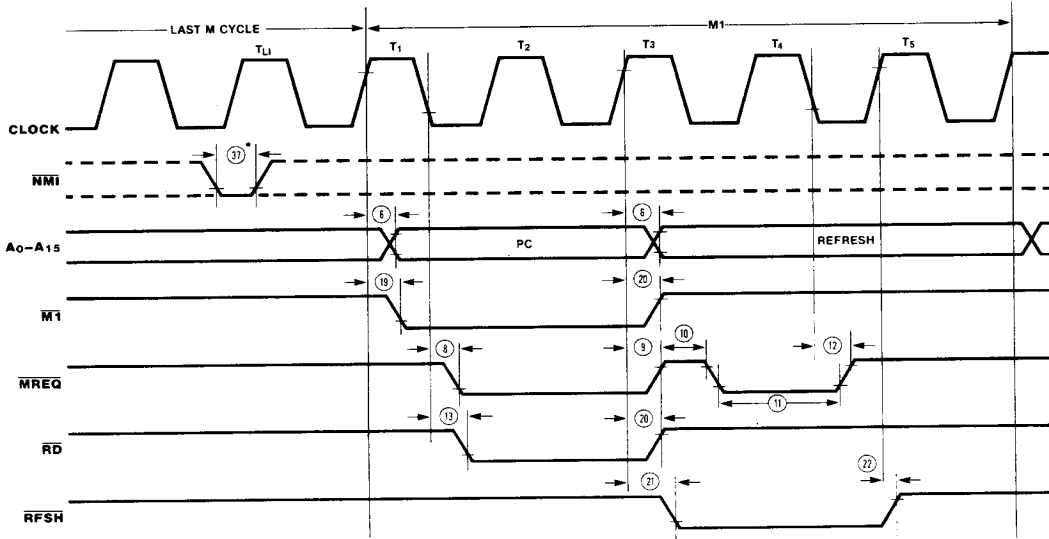 LAST M CYCLE
M1
TLI
T1
T2
T3
T4
T5
CLOCK
37*
NMI
6
6
A0–A15
PC
REFRESH
19
20
M1
10
8
9
12
MREQ
11
13
20
RD
22
21
RFSH